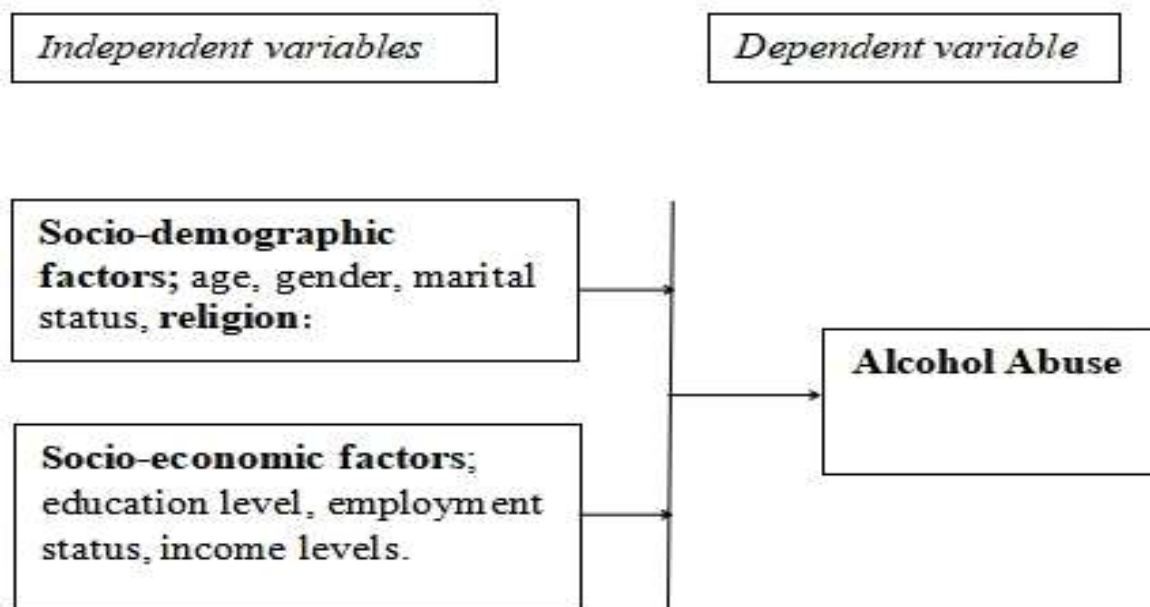 Independent variables
Dependent variable
Socio-demographic
factors; age, gender, marital
status, religion:
Alcohol Abuse
Socio-economic factors;
education level, employment
status, income levels.